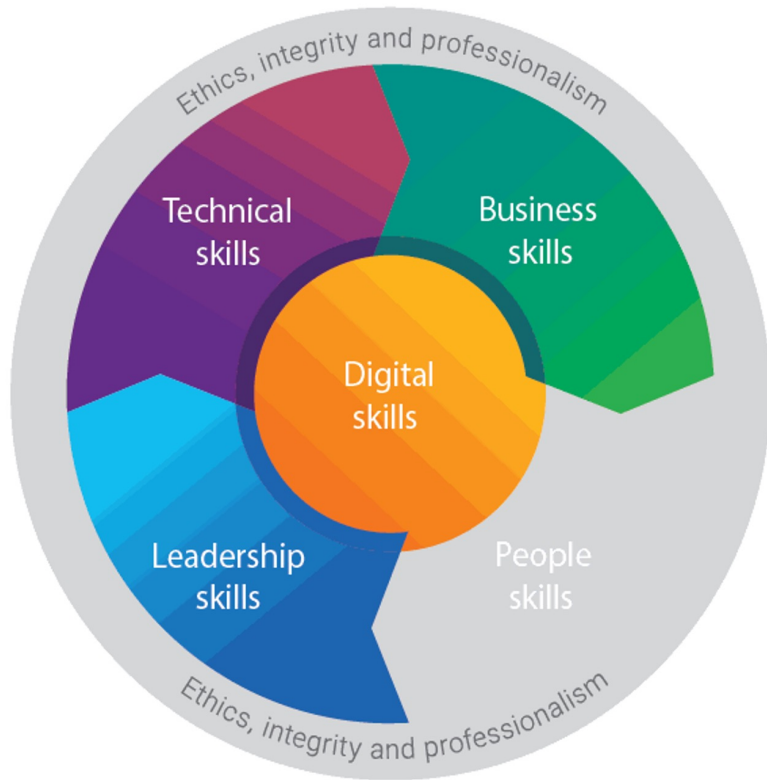 Ethics, integrity and professionalism
Technical
skills
Business
skills
Digital
skills
Leadership
skills
People
skills
Ethics, integrity and professionalism